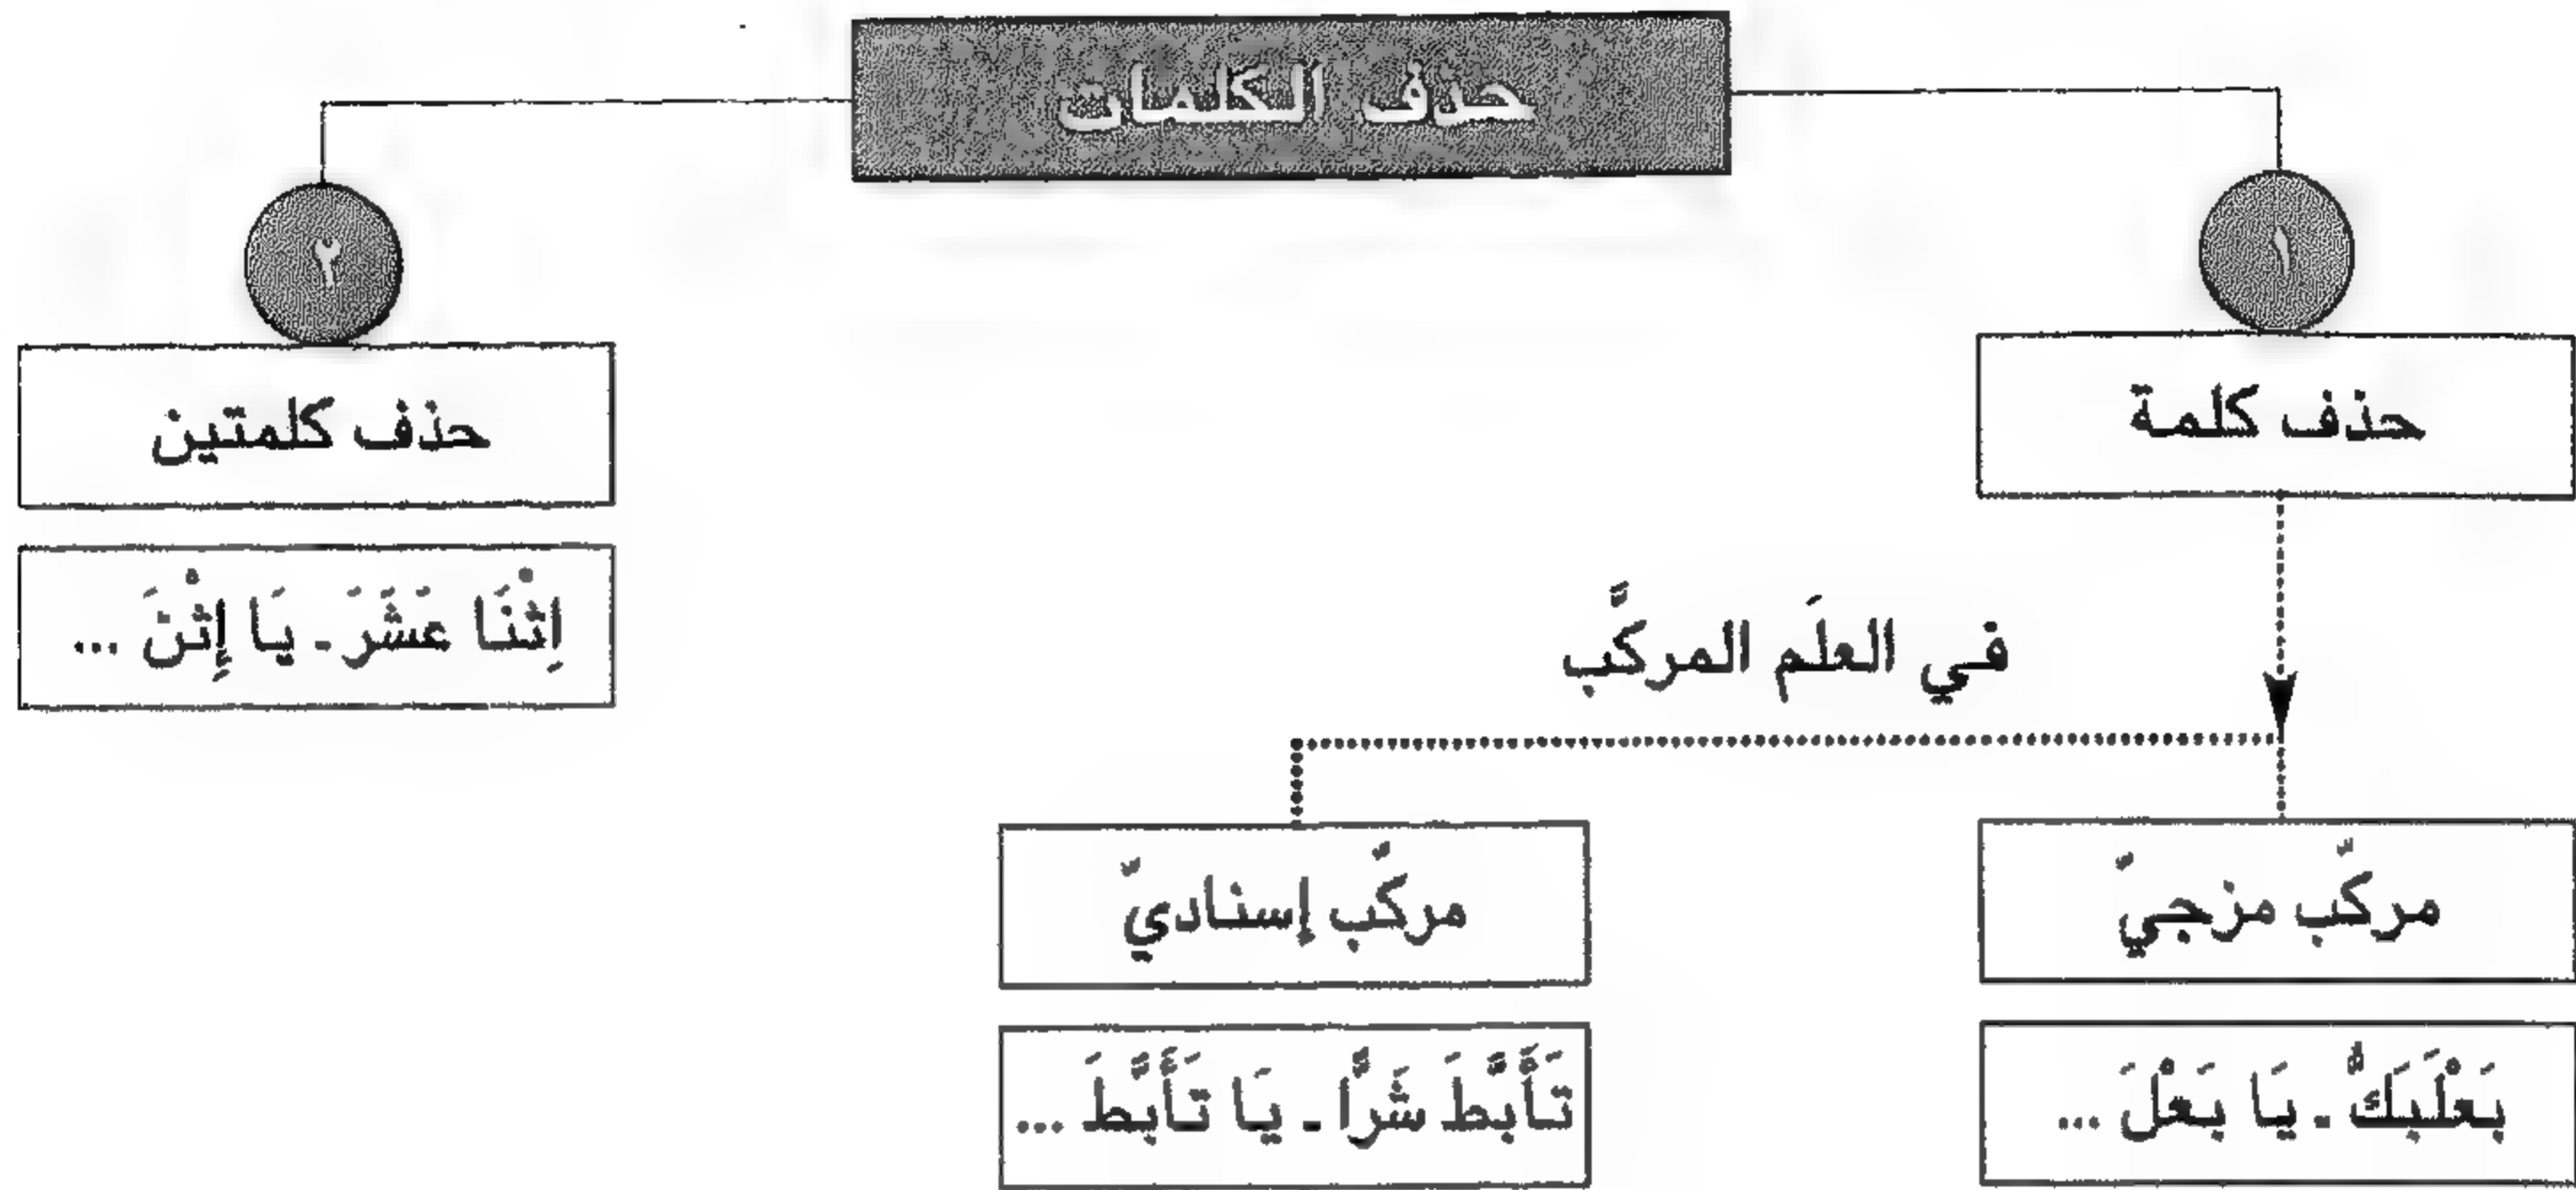 حذف الكلمات
١
حذف كلمة
في العلَم المركَّب
مركّب مزجيّ
بَعْلَبَكُّ ـ يَا بَعْلَ ...
مركّب إسناديّ
تَأَبَّطَ شَرًّا ـ يَا تَأَبَّطَ ...
٢
حذف كلمتين
اِثْنَا عَشَرَ ـ يَا إِثْنَ ...